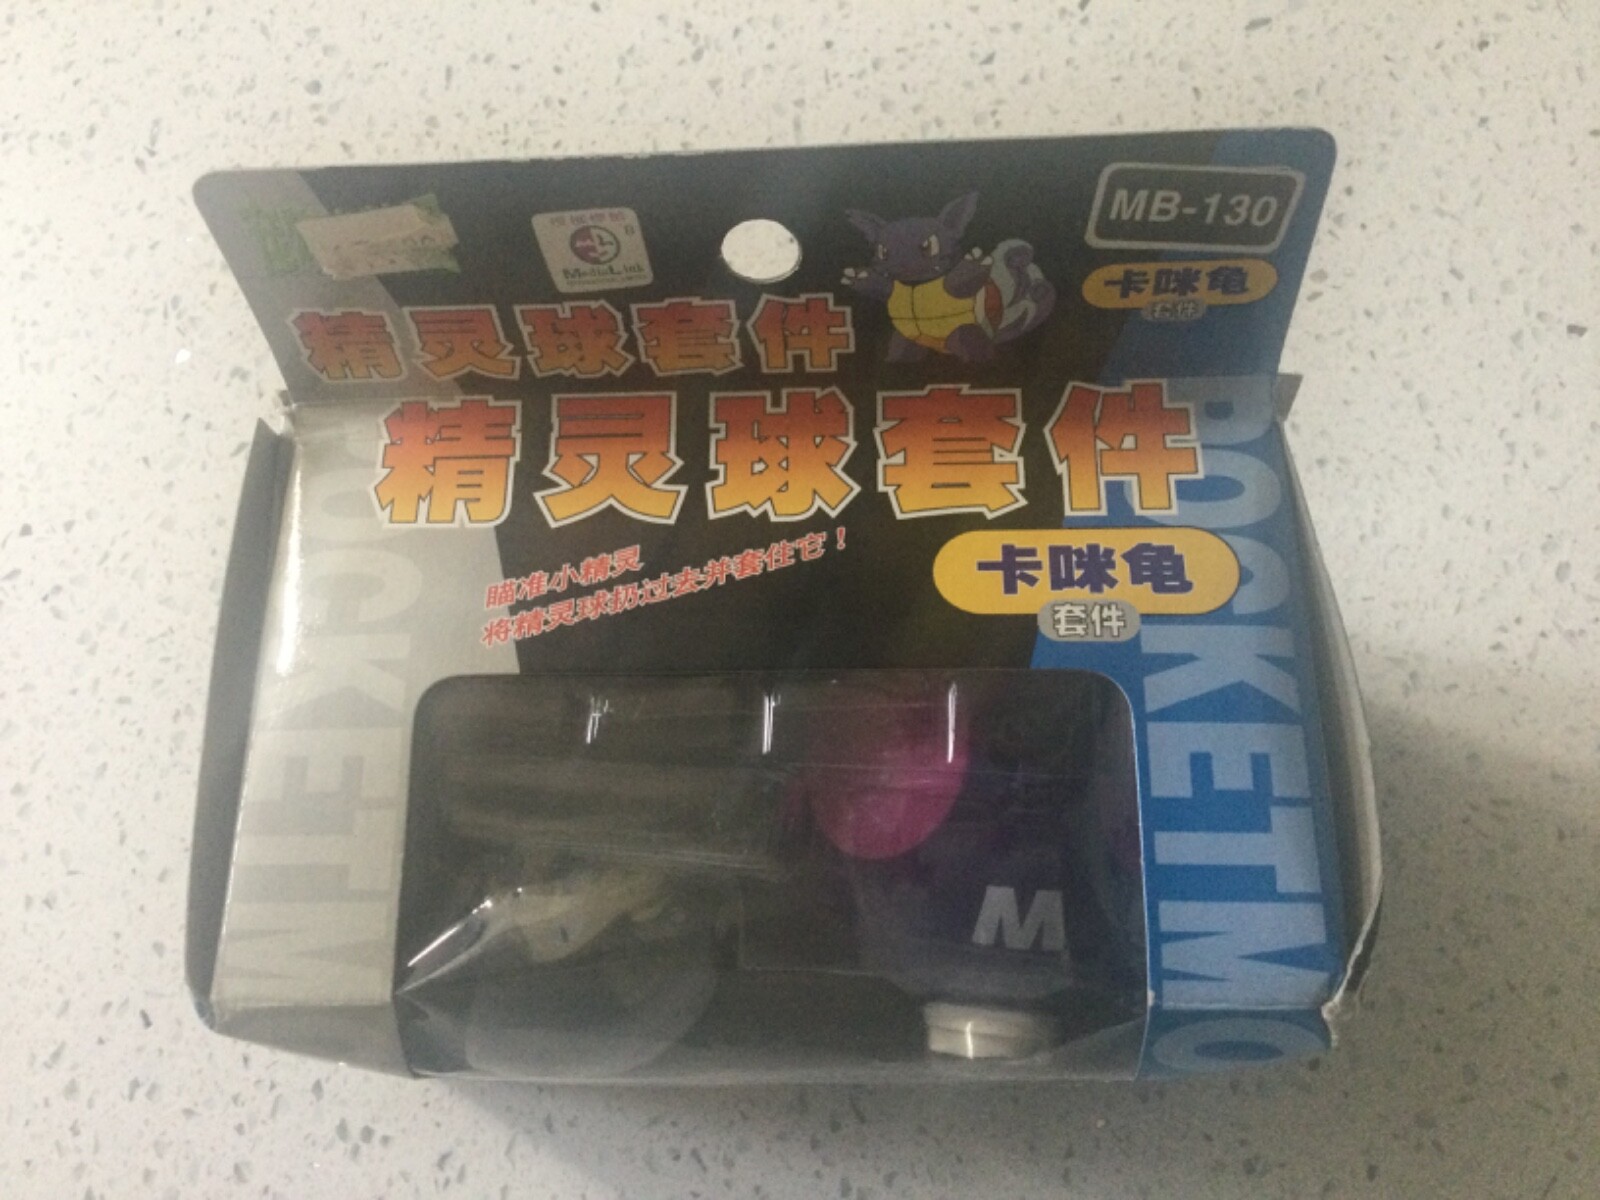 MB-130
B
MediaLink
卡咪龟
套件
精灵球套件
精灵球套件
瞄准小精灵
将精灵球扔过去并套住它！
卡咪龟
套件
POCKETM
POCKETMO
M